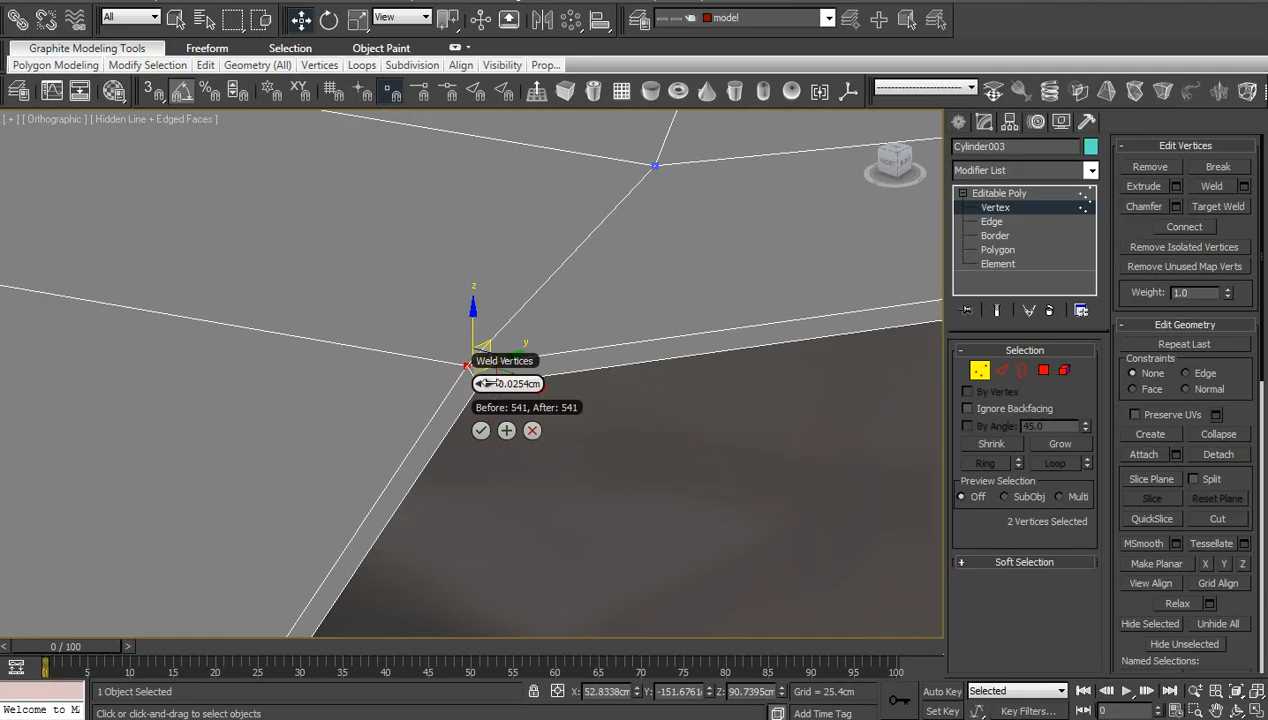 All
View
model
Graphite Modeling Tools
Freeform
Selection
Object Paint
Polygon Modeling
Modify Selection
Edit
Geometry (All)
Vertices
Loops
Subdivision
Align
Visibility
Prop...
3
%
XY
[ + ] [ Orthographic ] [ Hidden Line + Edged Faces ]
z
y
Weld Vertices
0.0254cm
Before: 541, After: 541
Cylinder003
Modifier List
Editable Poly
Vertex
Edge
Border
Polygon
Element
Selection
By Vertex
Ignore Backfacing
By Angle: 45.0
Shrink
Grow
Ring
Loop
Preview Selection
Off
SubObj
Multi
2 Vertices Selected
Soft Selection
Edit Vertices
Remove
Break
Extrude
Weld
Chamfer
Target Weld
Connect
Remove Isolated Vertices
Remove Unused Map Verts
Weight: 1.0
Edit Geometry
Repeat Last
Constraints
None
Edge
Face
Normal
Preserve UVs
Create
Collapse
Attach
Detach
Slice Plane
Split
Slice
Reset Plane
QuickSlice
Cut
MSmooth
Tessellate
Make Planar
X
Y
Z
View Align
Grid Align
Relax
Hide Selected
Unhide All
Hide Unselected
Named Selections:
0 / 100
0 5 10 15 20 25 30 35 40 45 50 55 60 65 70 75 80 85 90 95 100
1 Object Selected
X: 52.8338cm
Y: -151.6761
Z: 90.7395cm
Grid = 25.4cm
Auto Key
Selected
Welcome to M
Click or click-and-drag to select objects
Add Time Tag
Set Key
Key Filters...
0